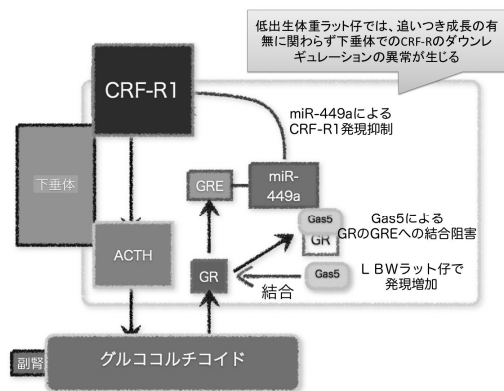 低出生体重ラット仔では、追いつき成長の有
無に関わらず下垂体でのCRF-Rのダウンレ
ギュレーションの異常が生じる
CRF-R1
miR-449aによる
CRF-R1発現抑制
下垂体
GRE
miR-
449a
Gas5
GR
Gas5による
GRのGREへの結合阻害
ACTH
GR
Gas5
ＬＢWラット仔で
発現増加
結合
副腎
グルココルチコイド